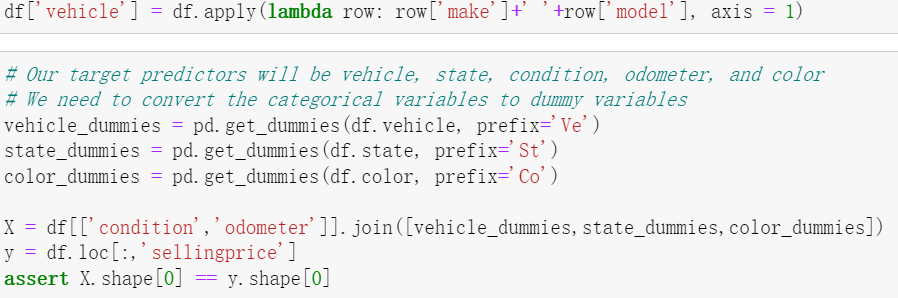 df['vehicle'] = df.apply(lambda row: row['make']+' '+row['model'], axis = 1)
# Our target predictors will be vehicle, state, condition, odometer, and color
# We need to convert the categorical variables to dummy variables
vehicle_dummies = pd.get_dummies(df.vehicle, prefix='Ve')
state_dummies = pd.get_dummies(df.state, prefix='St')
color_dummies = pd.get_dummies(df.color, prefix='Co')
X = df[['condition','odometer']].join([vehicle_dummies,state_dummies,color_dummies])
y = df.loc[:,'sellingprice']
assert X.shape[0] == y.shape[0]